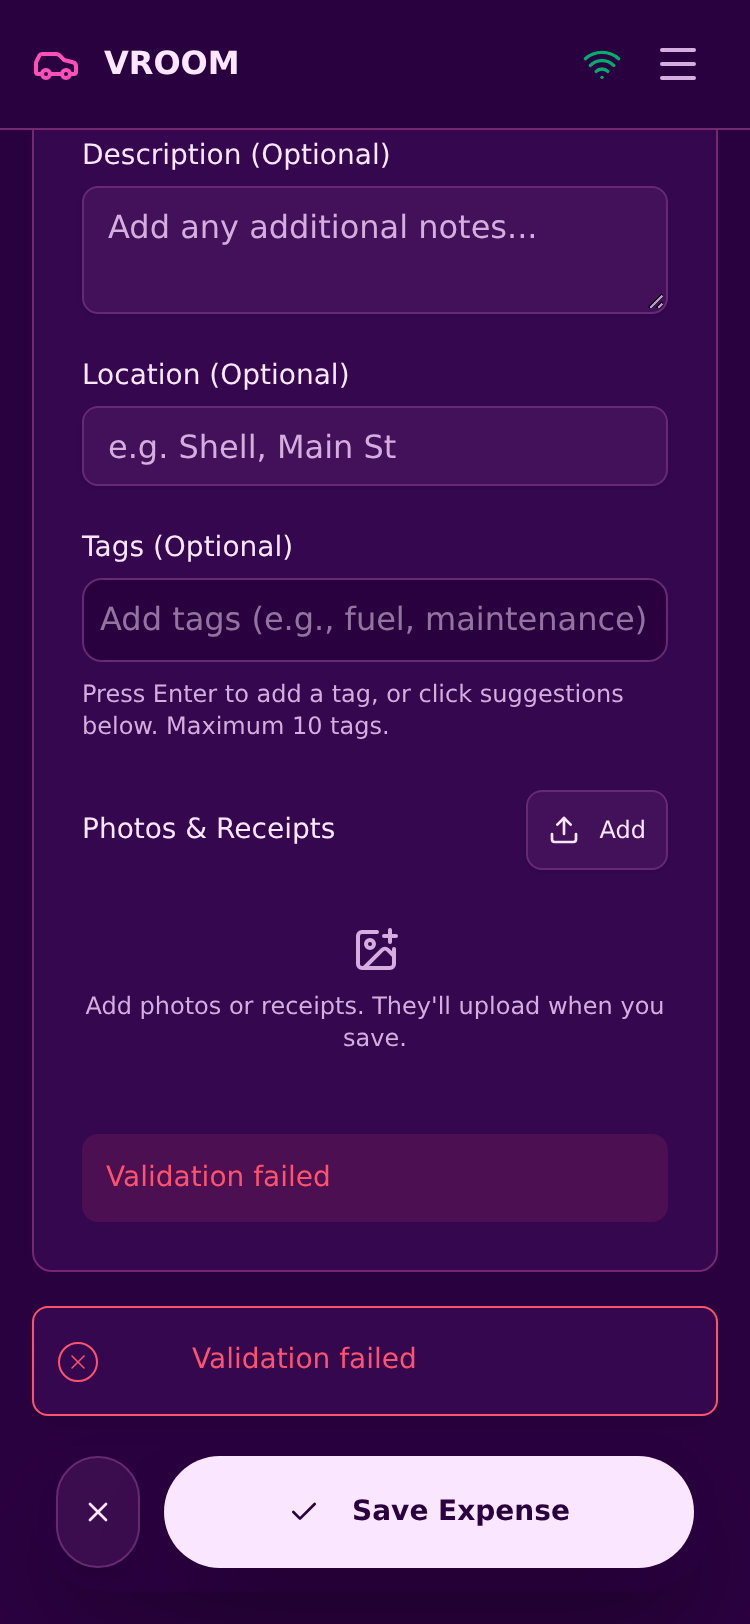 VROOM
Description (Optional)
Add any additional notes...
Location (Optional)
e.g. Shell, Main St
Tags (Optional)
Add tags (e.g., fuel, maintenance)
Press Enter to add a tag, or click suggestions
below. Maximum 10 tags.
Photos & Receipts
Add
Add photos or receipts. They'll upload when you
save.
Validation failed
Validation failed
Save Expense